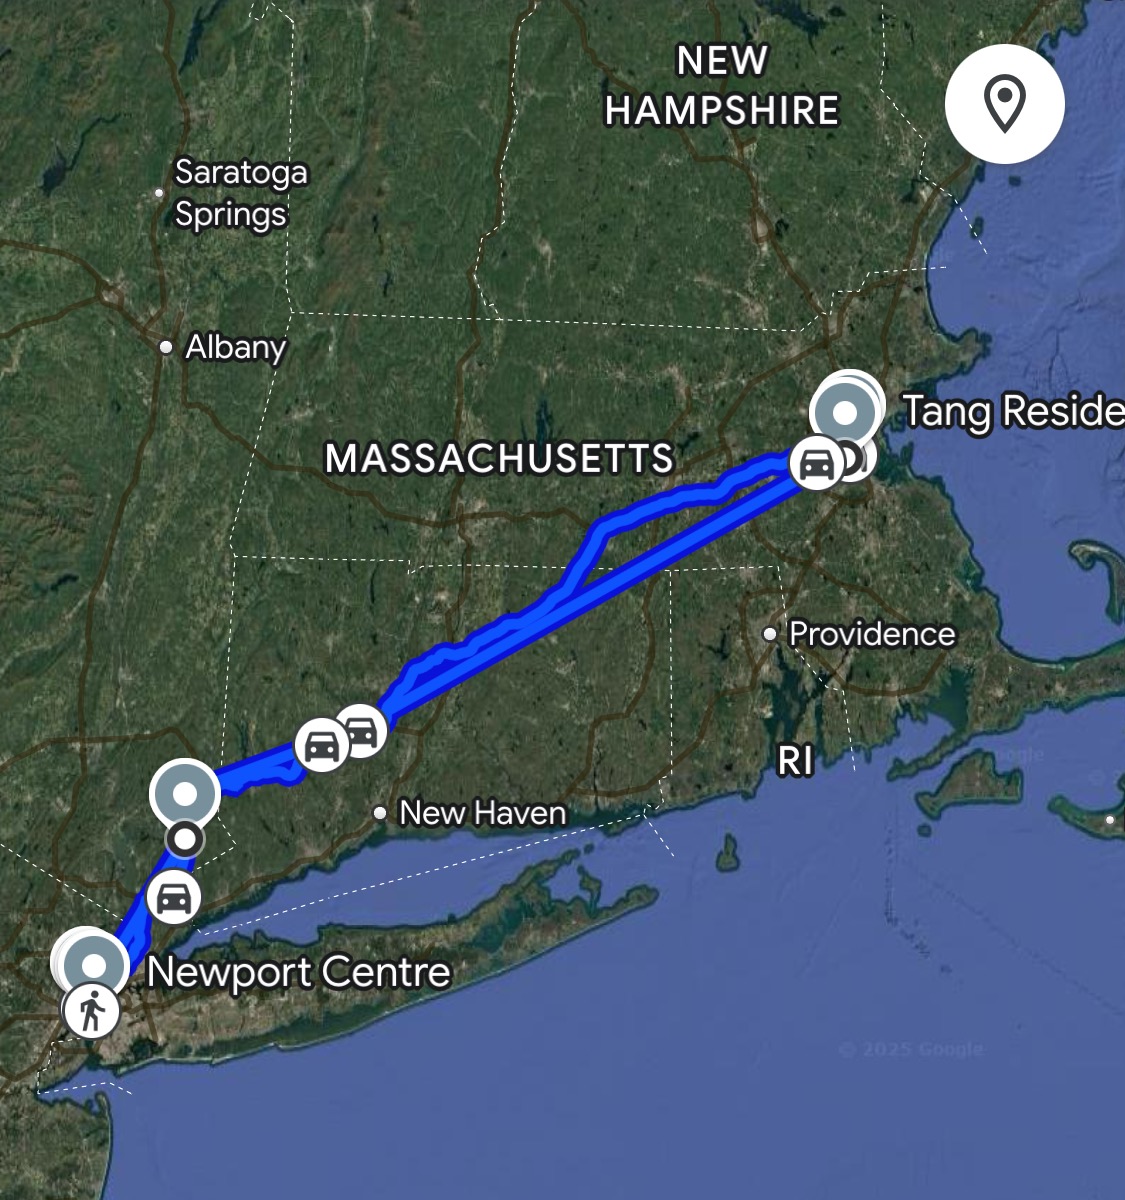 NEW
HAMPSHIRE
Saratoga
Springs
Albany
Tang Reside
MASSACHUSETTS
Providence
RI
New Haven
Newport Centre
© 2025 Google